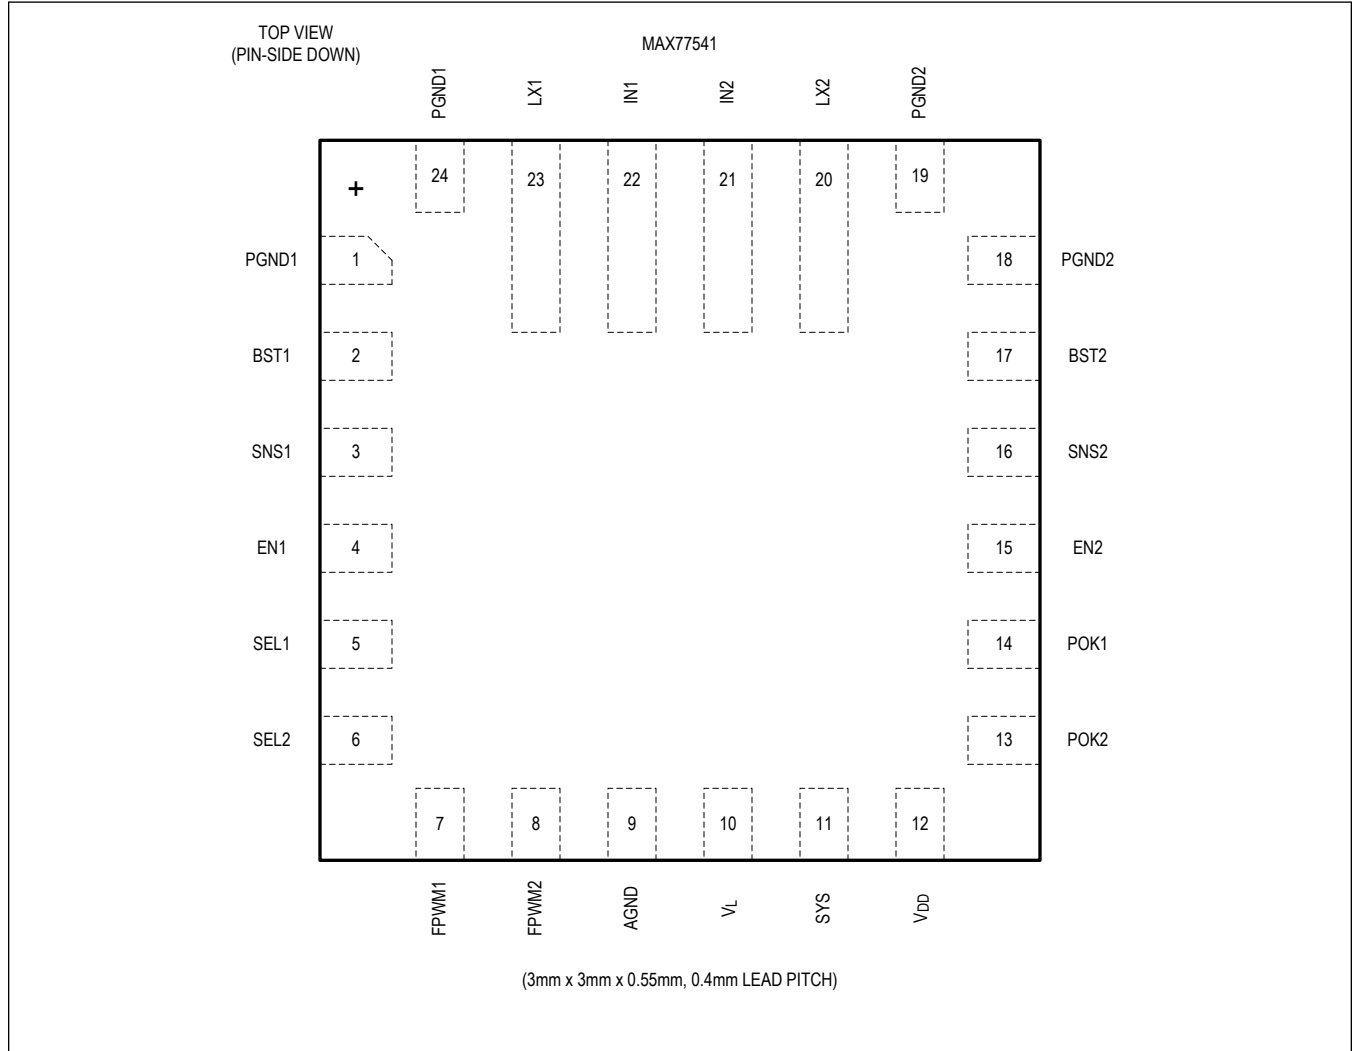 TOP VIEW
(PIN-SIDE DOWN)
MAX77541
PGND1
LX1
IN1
IN2
LX2
PGND2
+
24
23
22
21
20
19
PGND1
1
18
PGND2
BST1
2
17
BST2
SNS1
3
16
SNS2
EN1
4
15
EN2
SEL1
5
14
POK1
SEL2
6
13
POK2
7
8
9
10
11
12
FPWM1
FPWM2
AGND
VL
SYS
VDD
(3mm x 3mm x 0.55mm, 0.4mm LEAD PITCH)